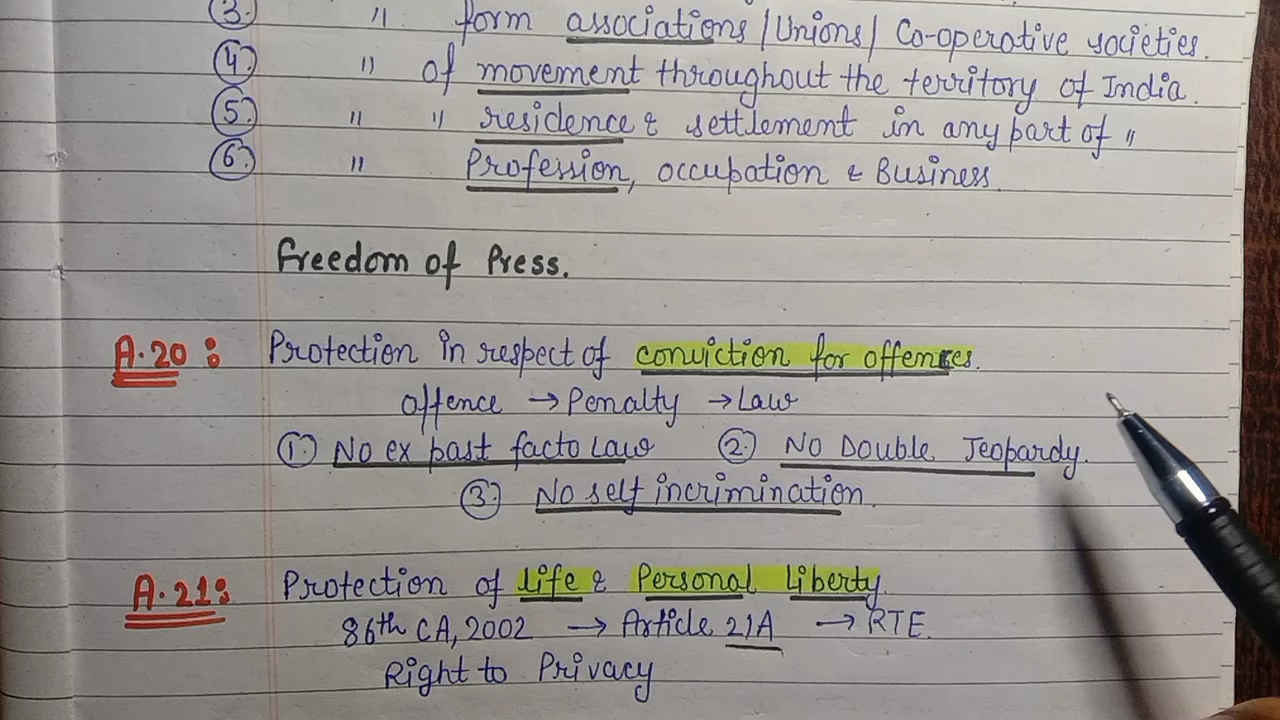 3. " form associations/Unions/ Co-operative societies.
4. " of movement throughout the territory of India.
5. " " residence & settlement in any part of "
6. " Profession, occupation & Business
Freedom of Press.
A.20: Protection in respect of conviction for offences.
offence → Penalty → Law
1. No ex past facto Law 2. No Double Jeopardy.
3. No self incrimination.
A.21: Protection of life & Personal Liberty.
86th CA, 2002 → Article 21A → RTE.
Right to Privacy